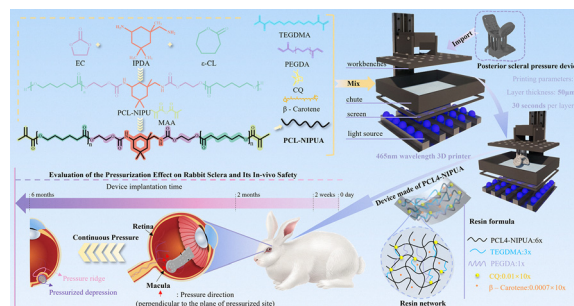 EC
IPDA
ε-CL
PCL-NIPU
MAA
TEGDMA
PEGDA
CQ
β - Carotene
PCL-NIPUA
Mix
Import
workbenches
chute
screen
light source
465nm wavelength 3D printer
Posterior scleral pressure device
Printing parameters:
Layer thickness: 50μm
30 seconds per layer
Evaluation of the Pressurization Effect on Rabbit Sclera and Its In-vivo Safety
Device implantation time
6 months
2 months
2 weeks
0 day
Continuous Pressure
Retina
Macula
Pressure ridge
Pressurized depression
: Pressure direction
(perpendicular to the plane of pressurized site)
Device made of PCL4-NIPUA
Resin network
Resin formula
PCL4-NIPUA:6x
TEGDMA:3x
PEGDA:1x
CQ:0.01×10x
β - Carotene:0.0007×10x